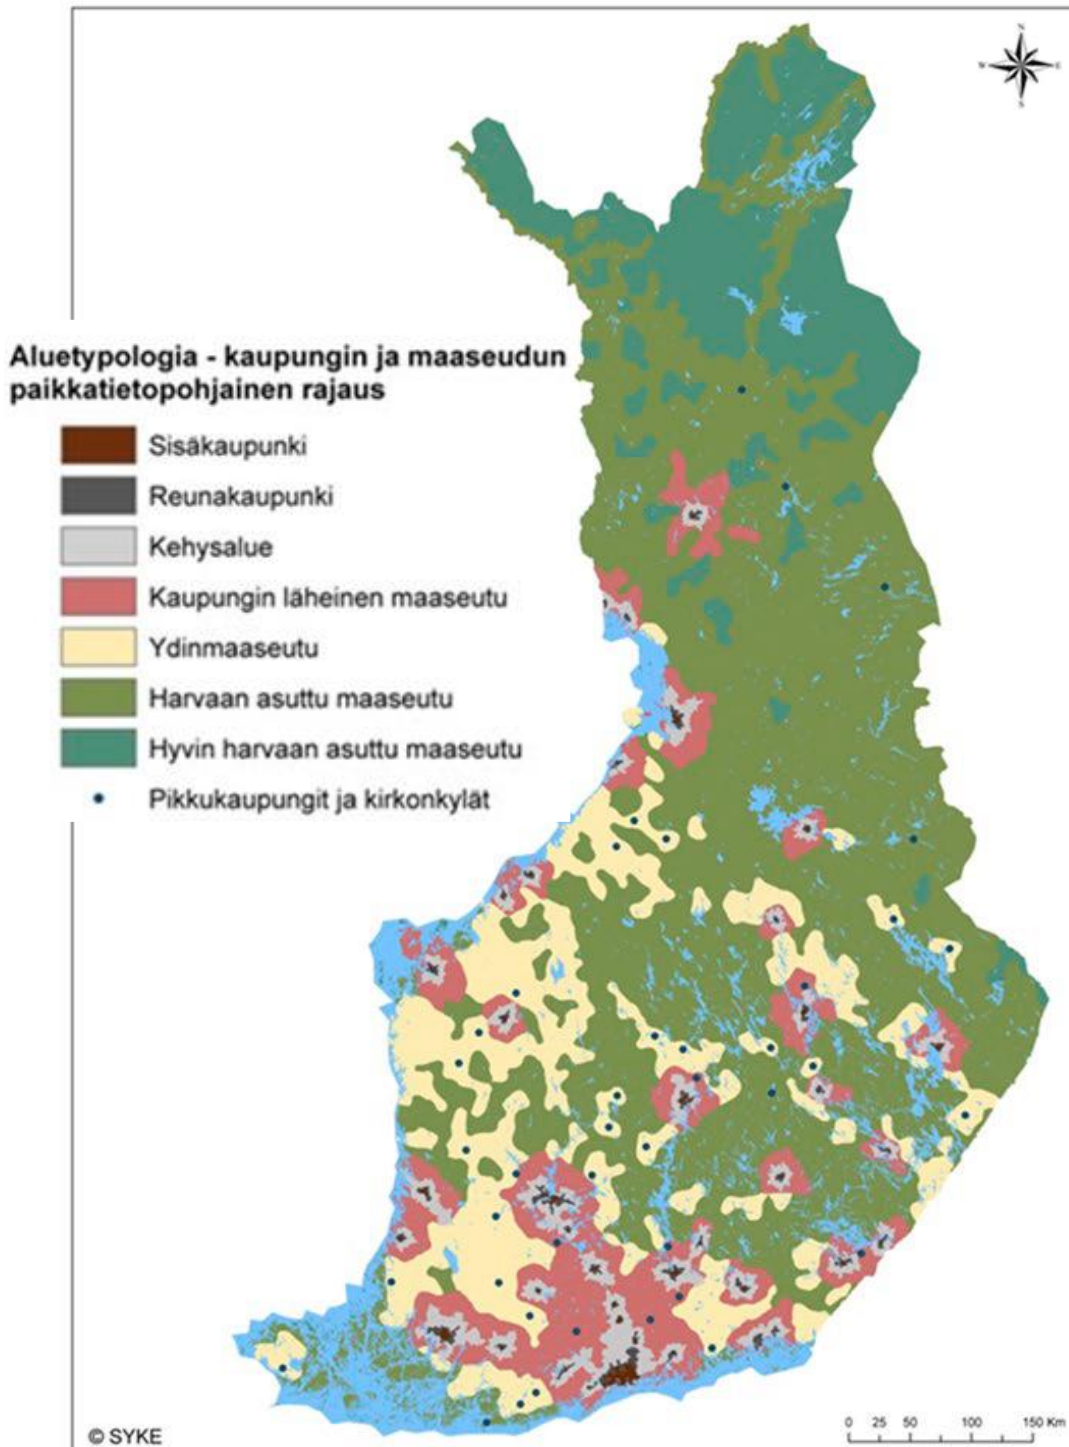 N
W E
S
Aluetypologia - kaupungin ja maaseudun
paikkatietopohjainen rajaus
Sisäkaupunki
Reunakaupunki
Kehysalue
Kaupungin läheinen maaseutu
Ydinmaaseutu
Harvaan asuttu maaseutu
Hyvin harvaan asuttu maaseutu
Pikkukaupungit ja kirkonkylät
0 25 50 100 150 Km
© SYKE